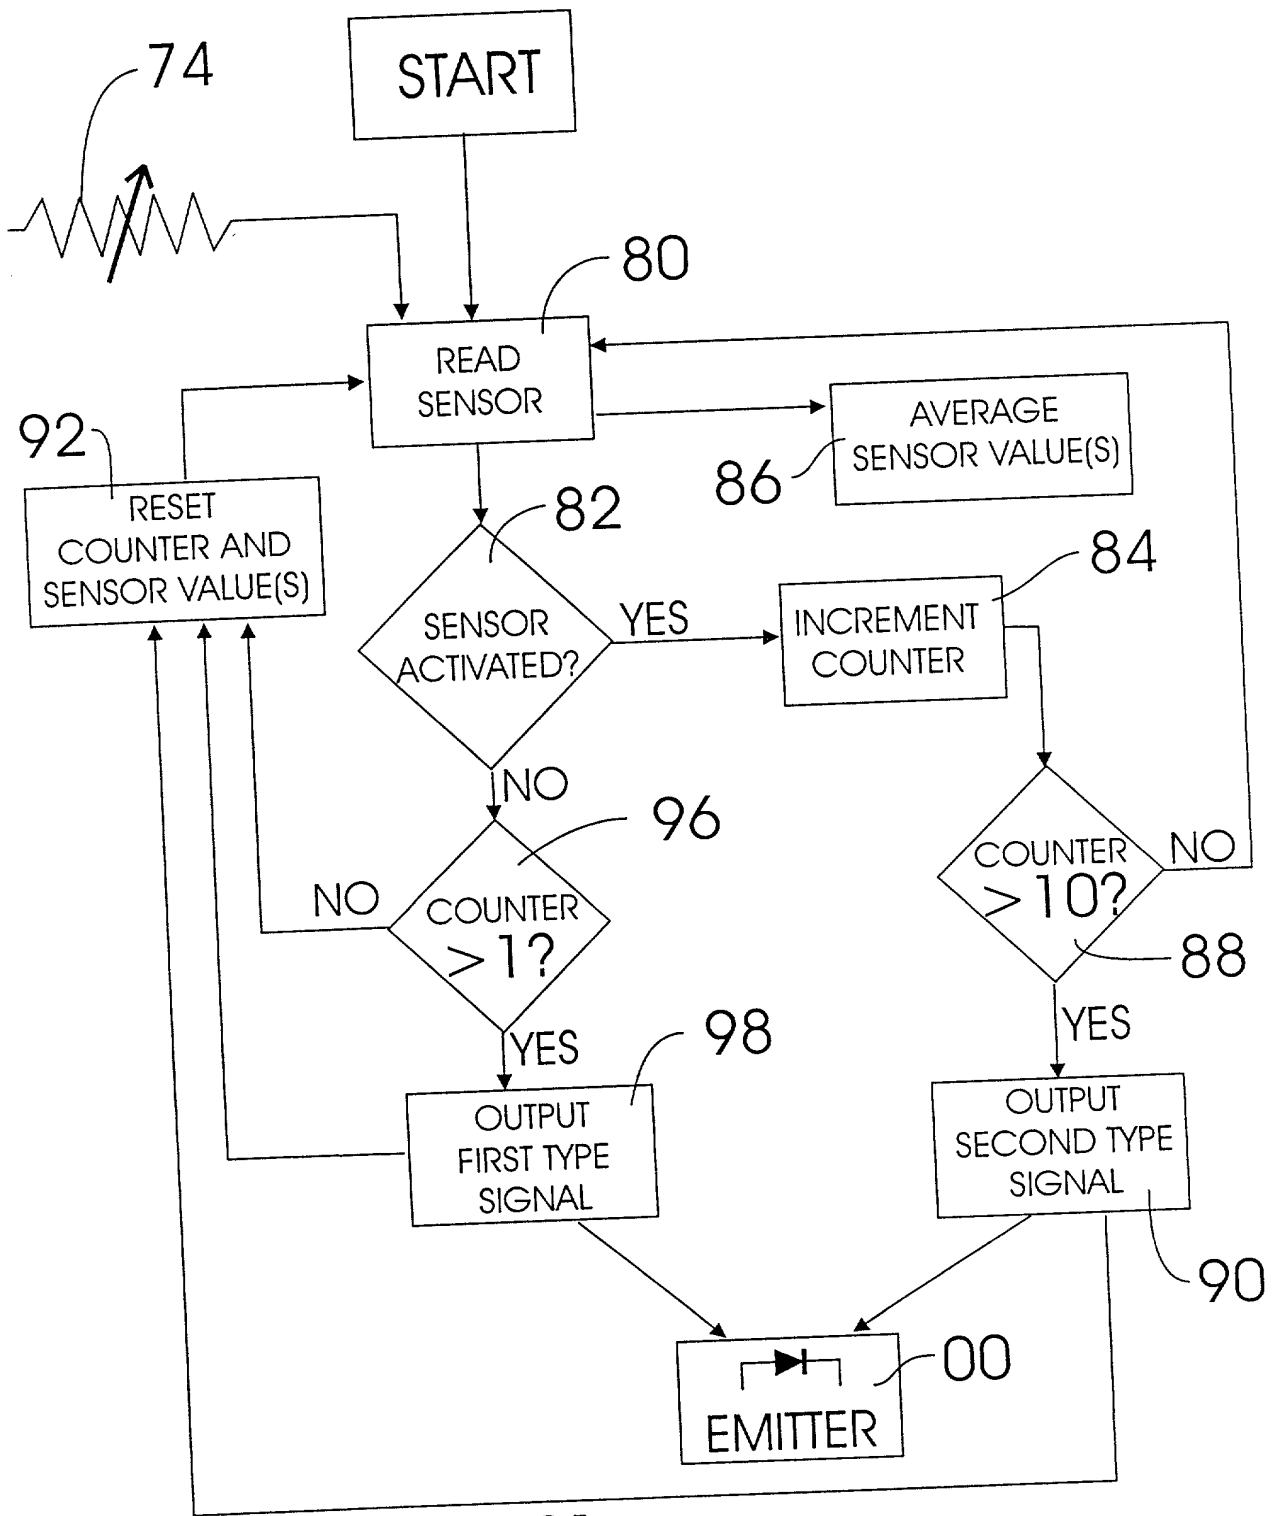 START
74
80
READ
SENSOR
AVERAGE
SENSOR VALUE(S)
86
92
RESET
COUNTER AND
SENSOR VALUE(S)
82
84
SENSOR
ACTIVATED?
YES
INCREMENT
COUNTER
NO
96
COUNTER
> 1?
NO
COUNTER
> 10?
NO
88
YES
98
YES
OUTPUT
FIRST TYPE
SIGNAL
OUTPUT
SECOND TYPE
SIGNAL
90
00
EMITTER